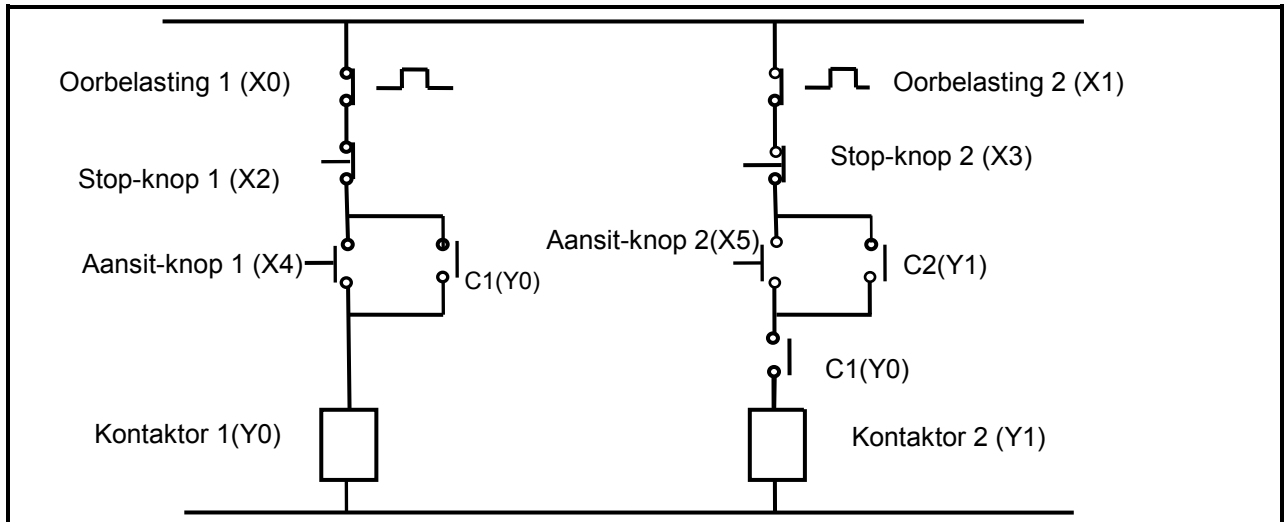 Oorbelasting 1 (X0)
Stop-knop 1 (X2)
Aansit-knop 1 (X4)
C1(Y0)
Kontaktor 1(Y0)
Oorbelasting 2 (X1)
Stop-knop 2 (X3)
Aansit-knop 2(X5)
C2(Y1)
C1(Y0)
Kontaktor 2 (Y1)